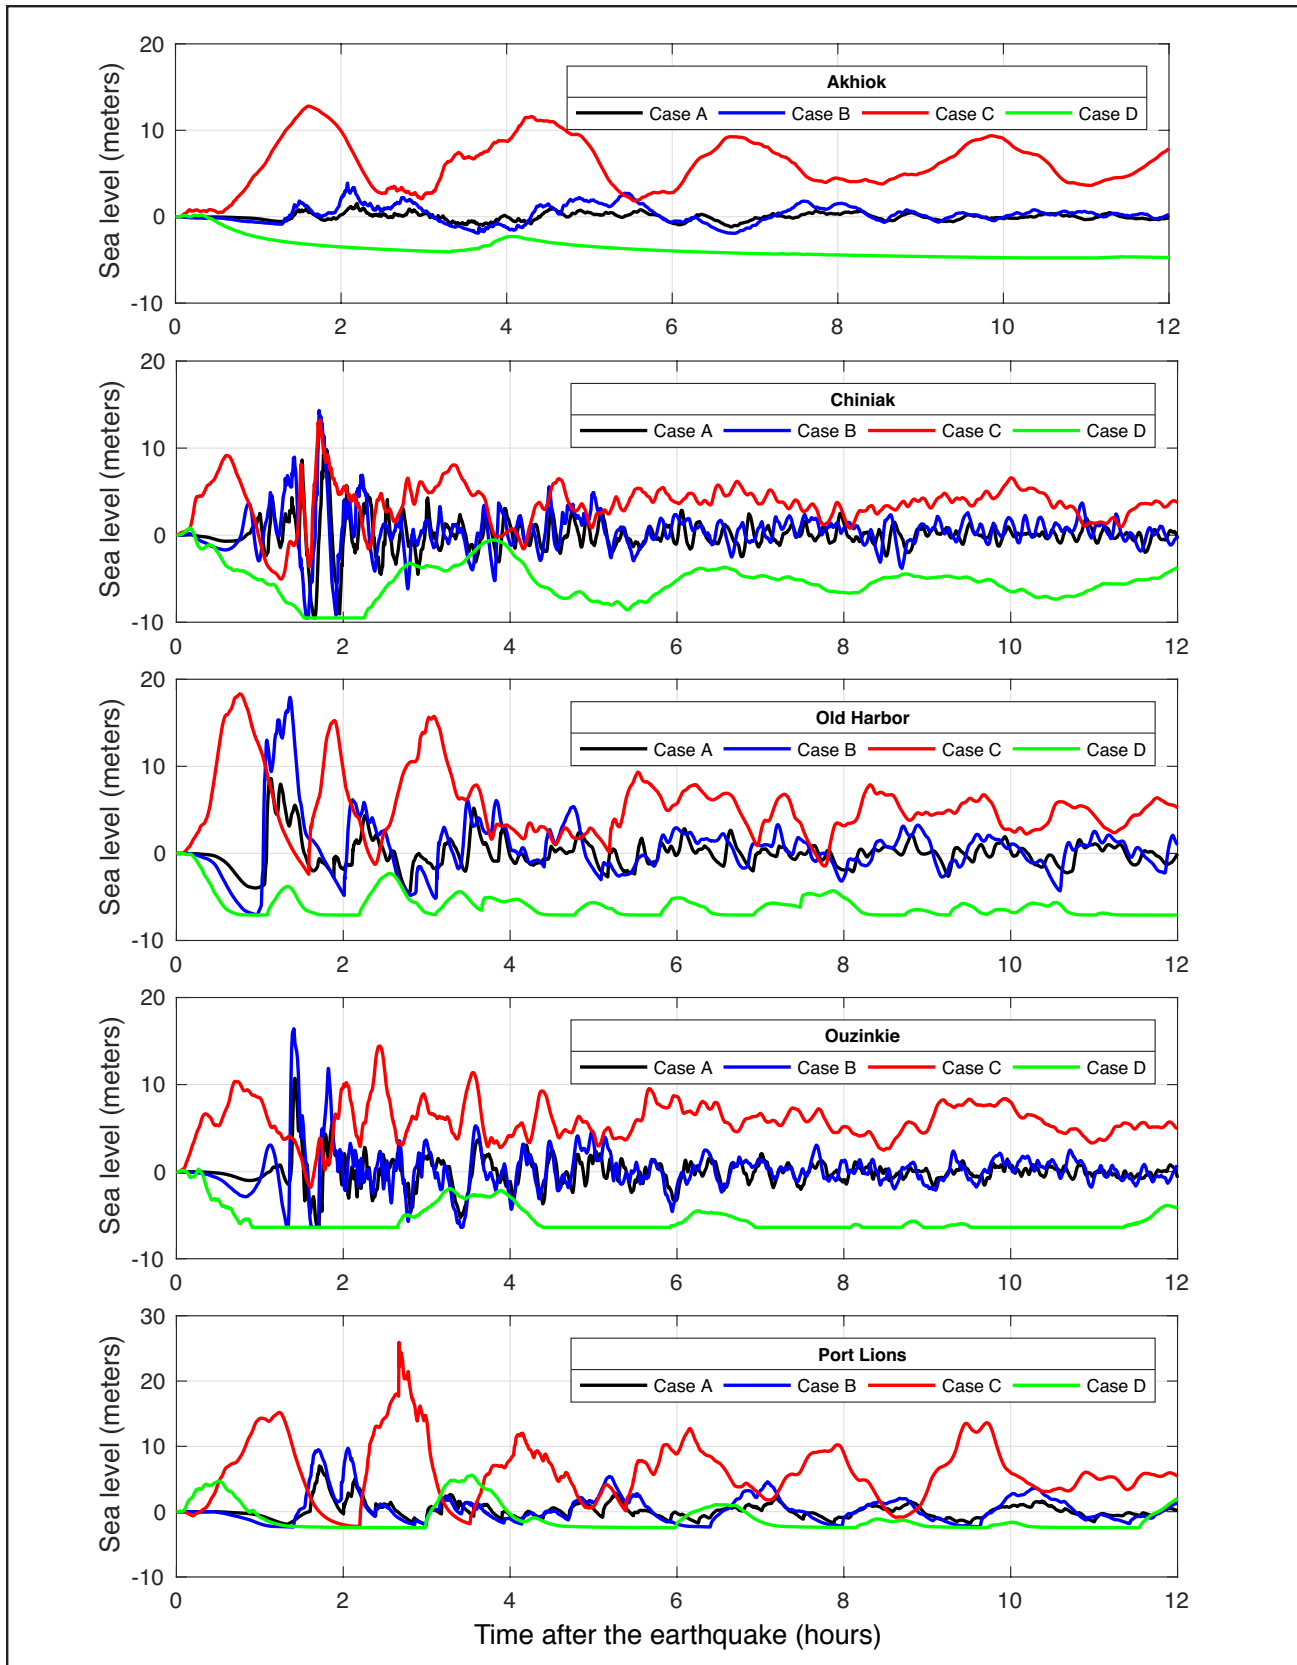 20
10
0
-10
Sea level (meters)
Akhiok
Case A Case B Case C Case D
0 2 4 6 8 10 12
20
10
0
-10
Sea level (meters)
Chiniak
Case A Case B Case C Case D
0 2 4 6 8 10 12
20
10
0
-10
Sea level (meters)
Old Harbor
Case A Case B Case C Case D
0 2 4 6 8 10 12
20
10
0
-10
Sea level (meters)
Ouzinkie
Case A Case B Case C Case D
0 2 4 6 8 10 12
30
20
10
0
-10
Sea level (meters)
Port Lions
Case A Case B Case C Case D
0 2 4 6 8 10 12
Time after the earthquake (hours)